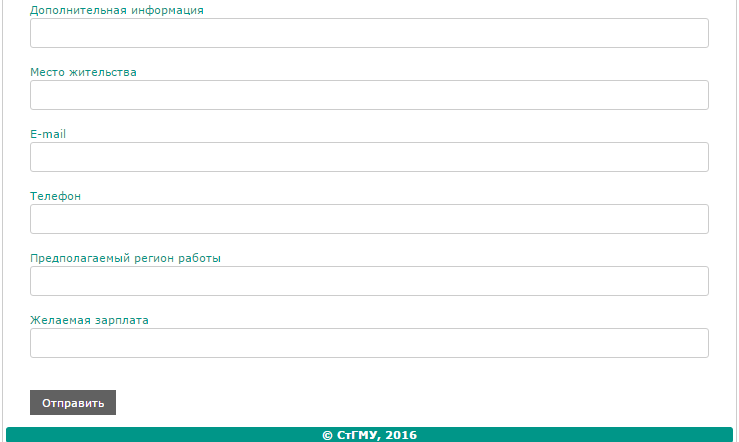 Дополнительная информация
Место жительства
E-mail
Телефон
Предполагаемый регион работы
Желаемая зарплата
Отправить
© СтГМУ, 2016